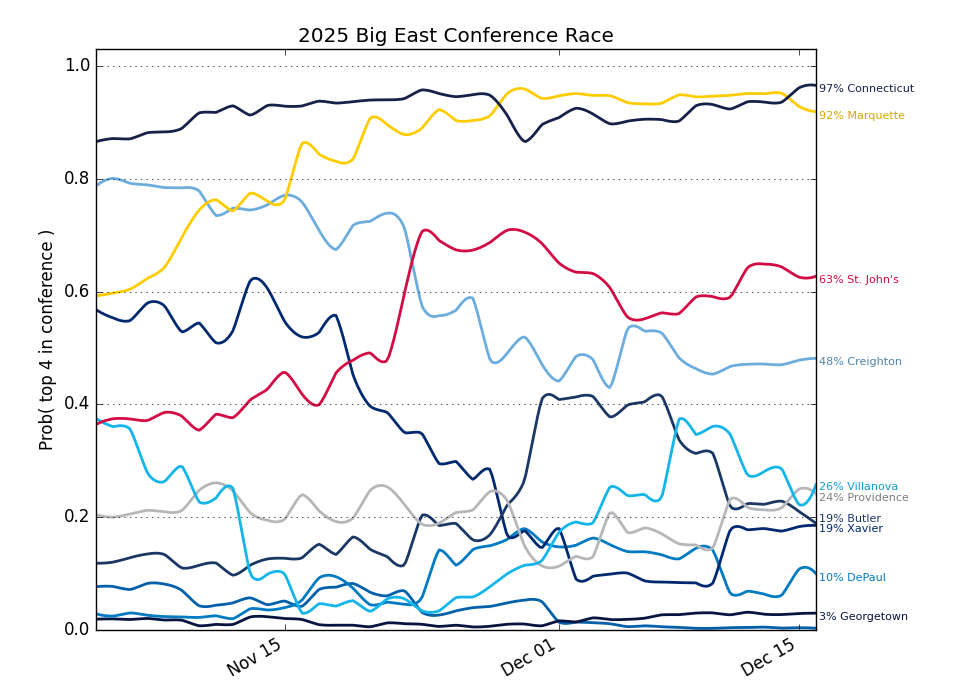 2025 Big East Conference Race
1.0
0.8
0.6
0.4
0.2
0.0
Prob( top 4 in conference )
Nov 15
Dec 01
Dec 15
97% Connecticut
92% Marquette
63% St. John's
48% Creighton
26% Villanova
24% Providence
19% Butler
19% Xavier
10% DePaul
3% Georgetown